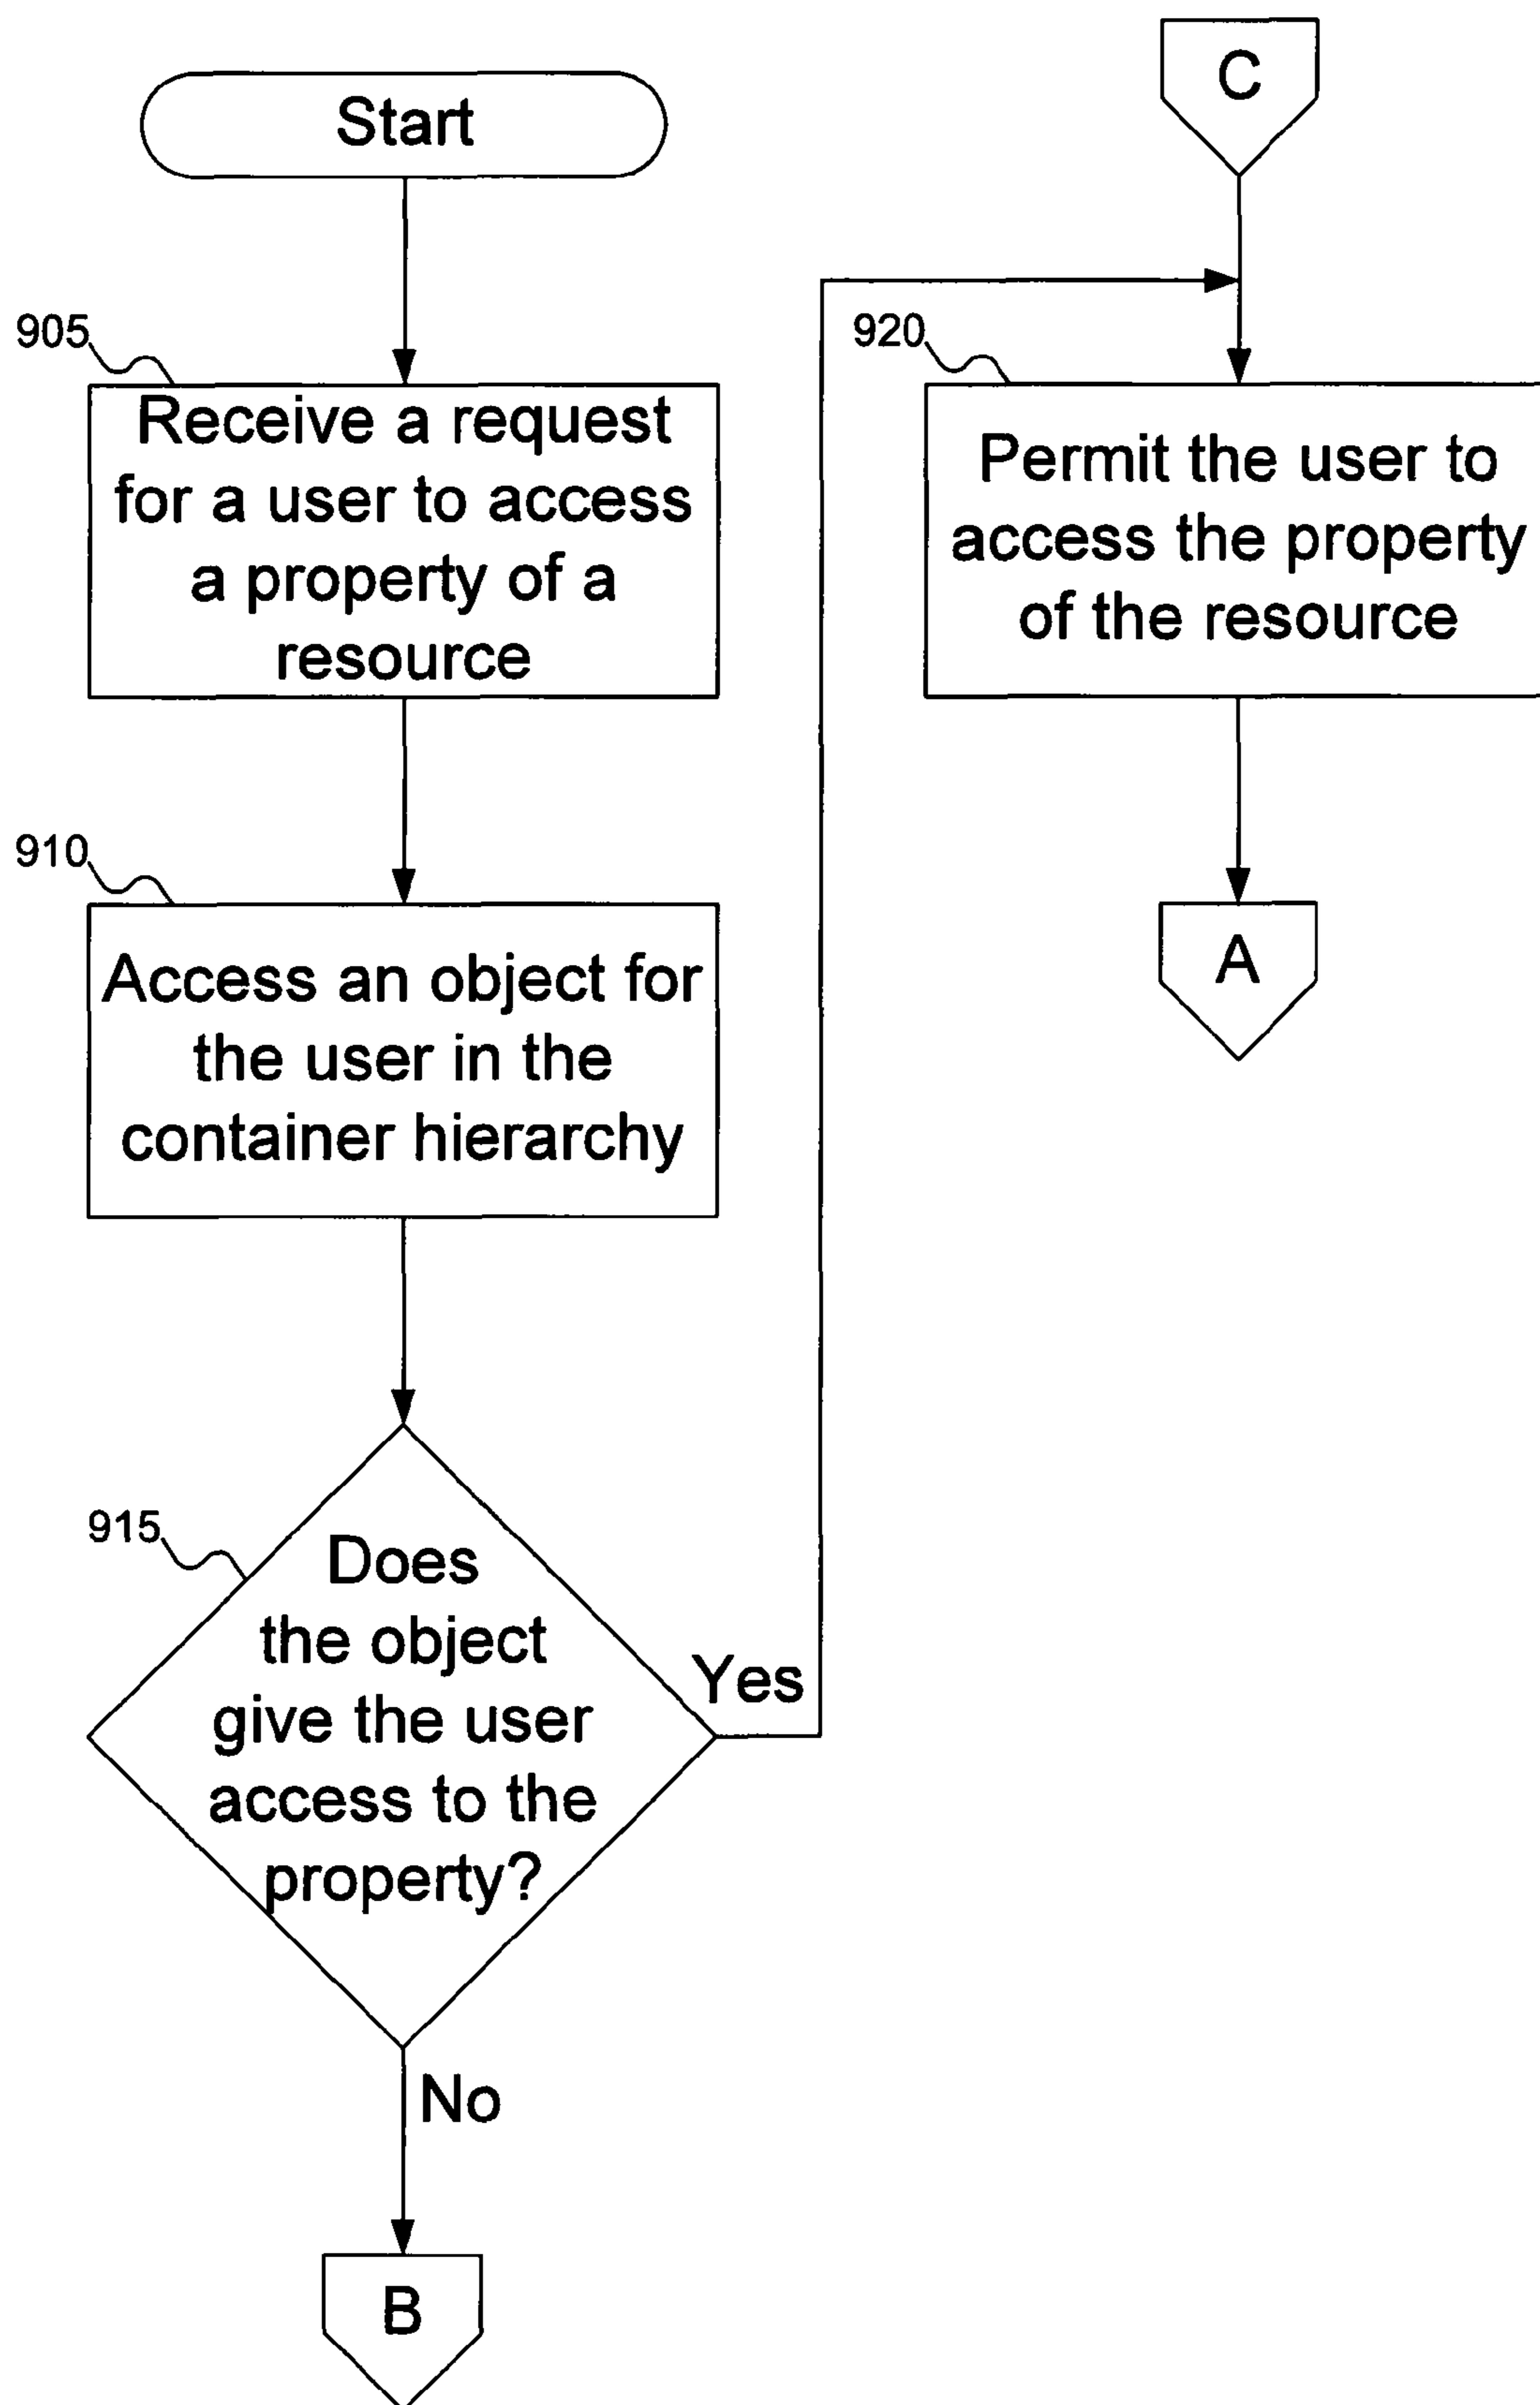 Start
905
Receive a request
for a user to access
a property of a
resource
910
Access an object for
the user in the
container hierarchy
915
Does
the object
give the user
access to the
property?
Yes
No
B
C
920
Permit the user to
access the property
of the resource
A